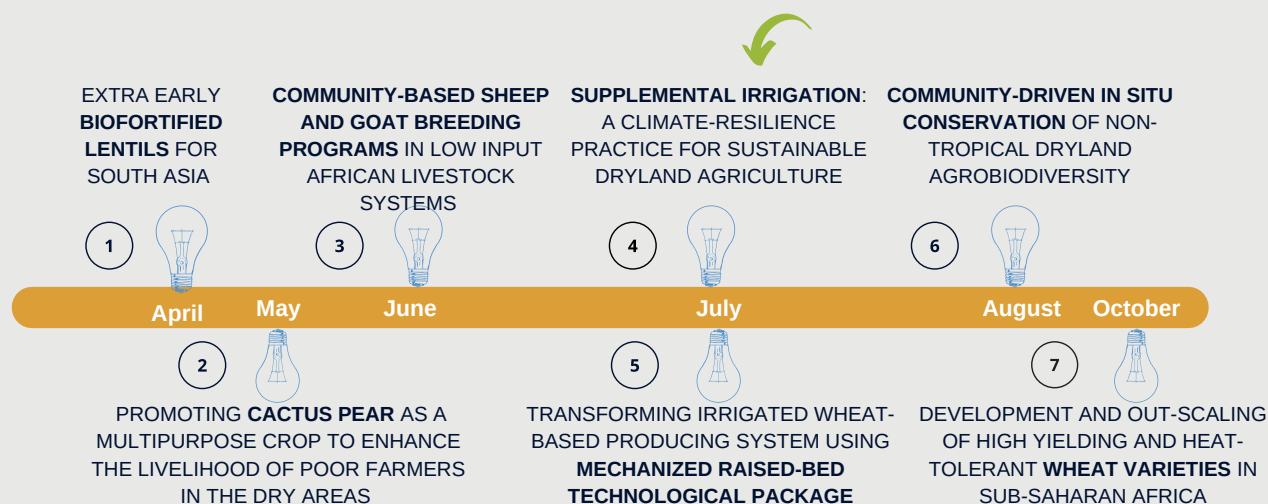 EXTRA EARLY
BIOFORTIFIED
LENTILS FOR
SOUTH ASIA
1
COMMUNITY-BASED SHEEP
AND GOAT BREEDING
PROGRAMS IN LOW INPUT
AFRICAN LIVESTOCK
SYSTEMS
3
SUPPLEMENTAL IRRIGATION:
A CLIMATE-RESILIENCE
PRACTICE FOR SUSTAINABLE
DRYLAND AGRICULTURE
4
COMMUNITY-DRIVEN IN SITU
CONSERVATION OF NON-
TROPICAL DRYLAND
AGROBIODIVERSITY
6
April May June July August October
2
PROMOTING CACTUS PEAR AS A
MULTIPURPOSE CROP TO ENHANCE
THE LIVELIHOOD OF POOR FARMERS
IN THE DRY AREAS
5
TRANSFORMING IRRIGATED WHEAT-
BASED PRODUCING SYSTEM USING
MECHANIZED RAISED-BED
TECHNOLOGICAL PACKAGE
7
DEVELOPMENT AND OUT-SCALING
OF HIGH YIELDING AND HEAT-
TOLERANT WHEAT VARIETIES IN
SUB-SAHARAN AFRICA